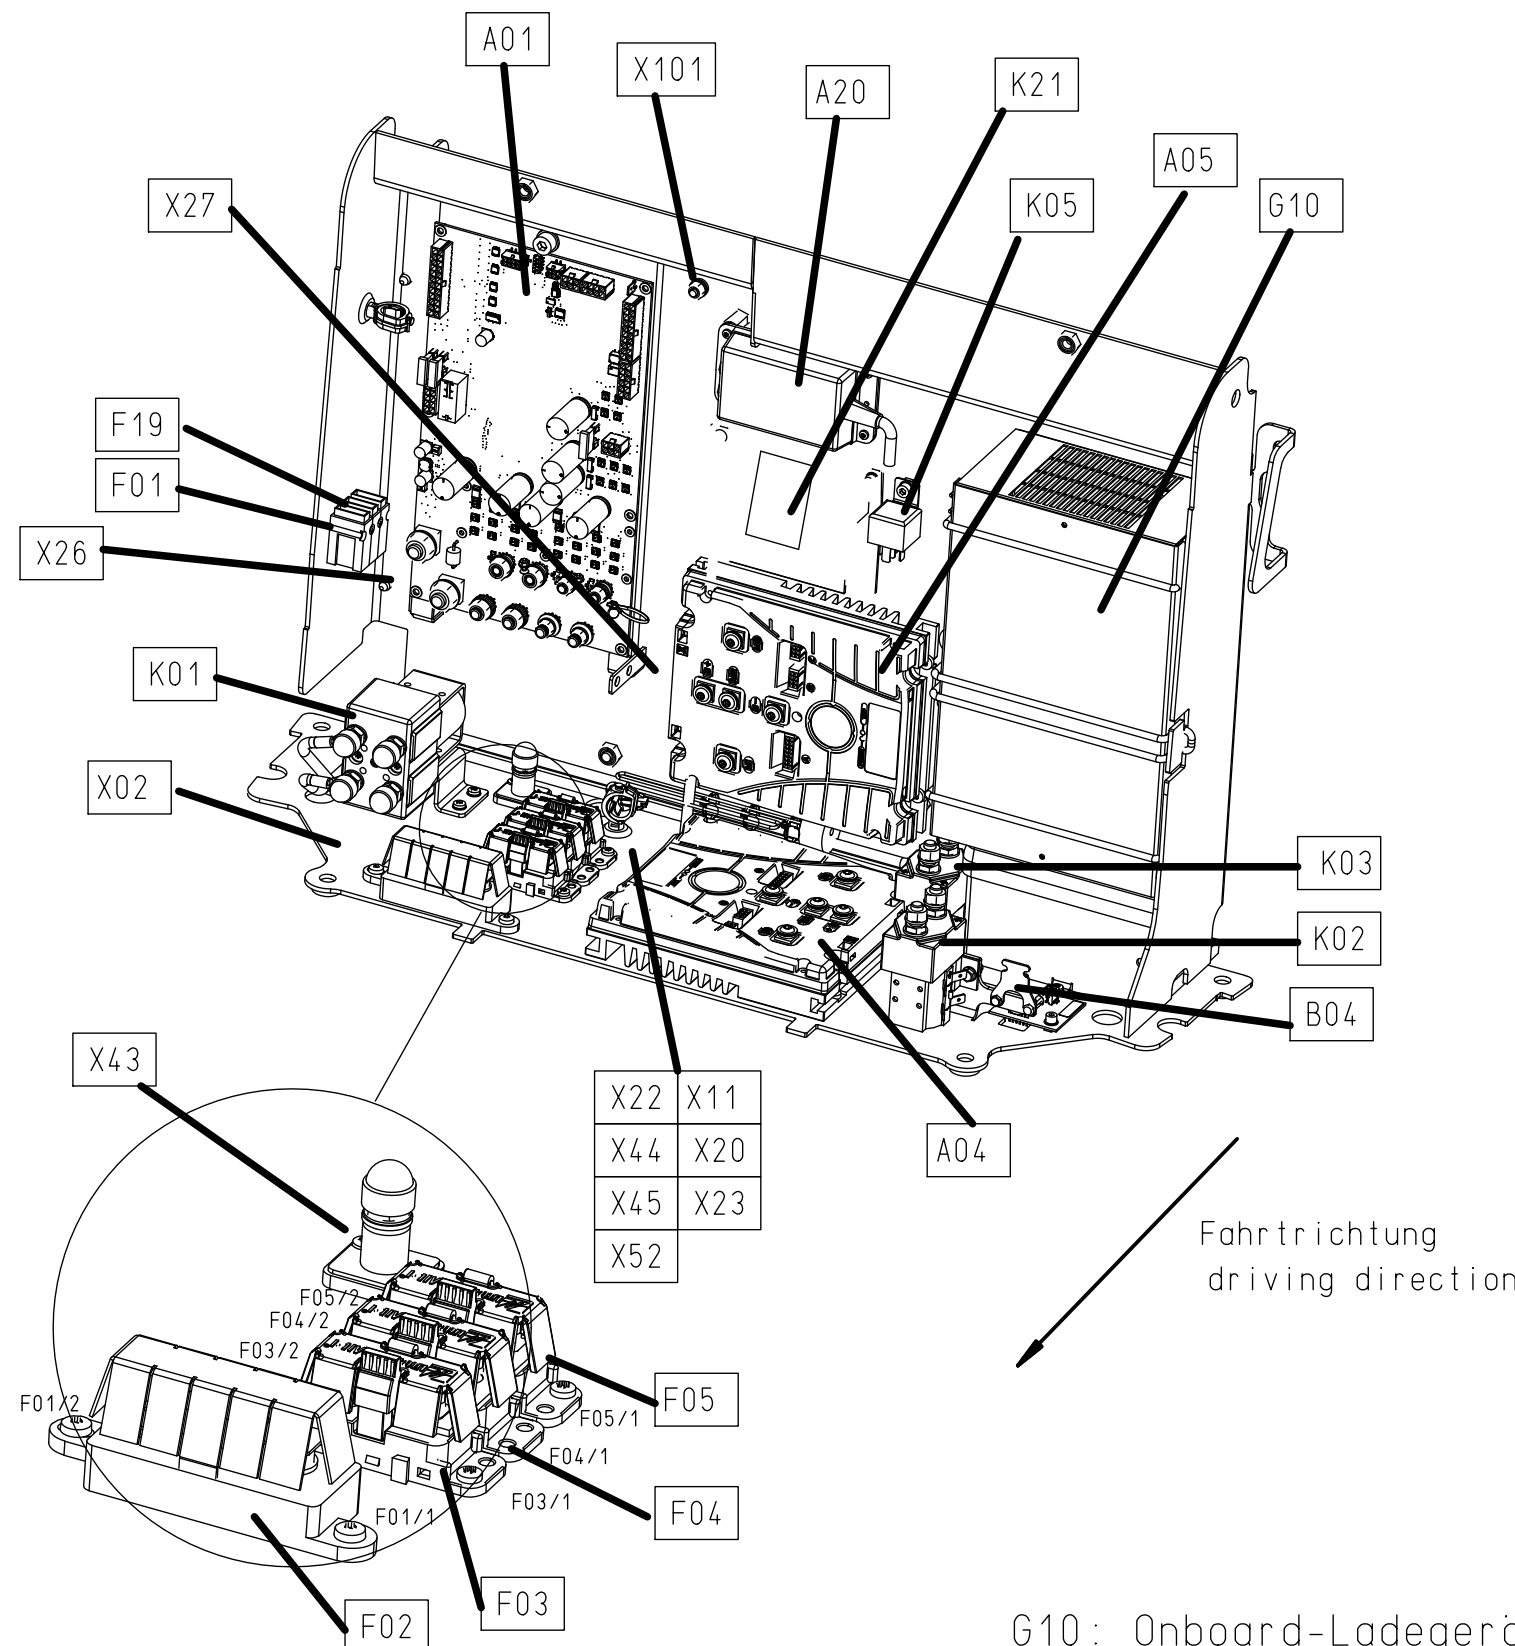 A01
X101
K21
A20
A05
X27
K05
G10
F19
F01
X26
K01
X02
K03
K02
B04
X43
X22 X11
X44 X20
X45 X23
X52
A04
Fahrtrichtung
driving direction
F05/2
F04/2
F03/2
F01/2
F05
F05/1
F04/1
F03/1
F01/1
F04
F03
F02
G10: Onboard-Ladegerä